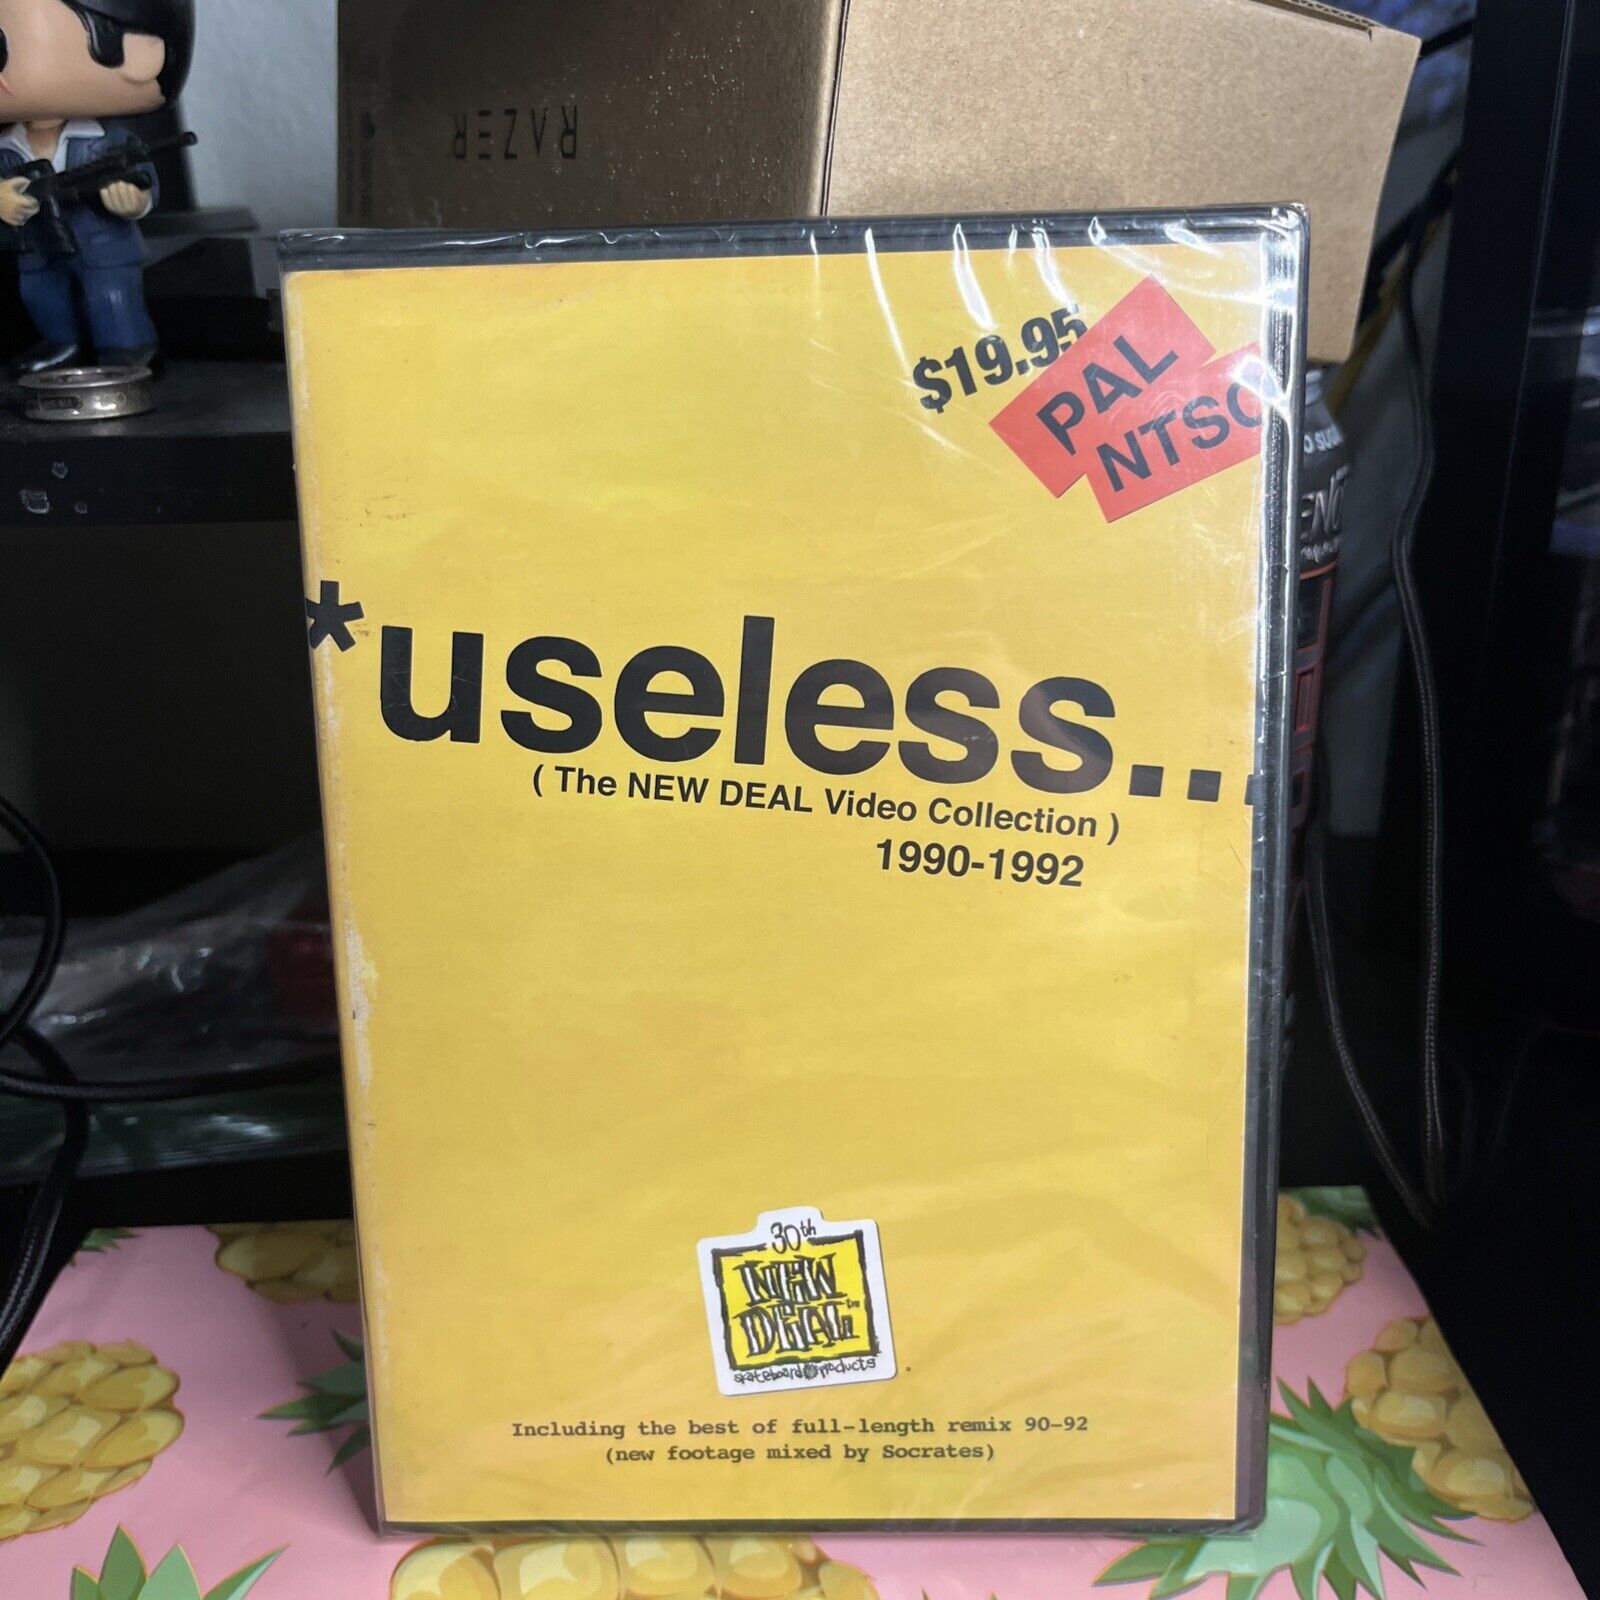 RAZER
$19.95
PAL
NTSC
*useless...
( The NEW DEAL Video Collection )
1990-1992
30th
NEW
DEAL™
skateboard products
Including the best of full-length remix 90-92
(new footage mixed by Socrates)